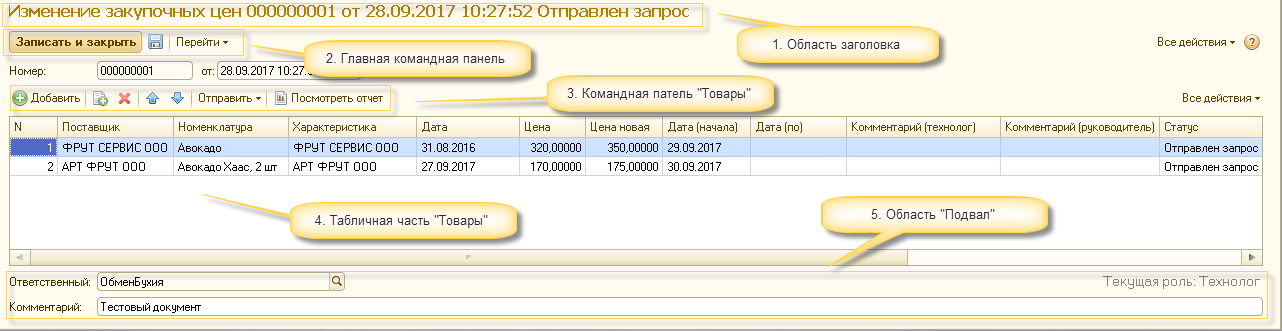 Изменение закупочных цен 000000001 от 28.09.2017 10:27:52 Отправлен запрос
1. Область заголовка
Записать и закрыть Перейти 2. Главная командная панель Все действия ?
Номер: 000000001 от: 28.09.2017 10:27:
Добавить Отправить Посмотреть отчет 3. Командная патель "Товары" Все действия
N Поставщик Номенклатура Характеристика Дата Цена Цена новая Дата (начала) Дата (по) Комментарий (технолог) Комментарий (руководитель) Статус
1 ФРУТ СЕРВИС ООО Авокадо ФРУТ СЕРВИС ООО 31.08.2016 320,00000 350,00000 29.09.2017 Отправлен запрос
2 АРТ ФРУТ ООО Авокадо Хаас, 2 шт АРТ ФРУТ ООО 27.09.2017 170,00000 175,00000 30.09.2017 Отправлен запрос
4. Табличная часть "Товары" 5. Область "Подвал"
Ответственный: ОбменБухия Текущая роль: Технолог
Комментарий: Тестовый документ